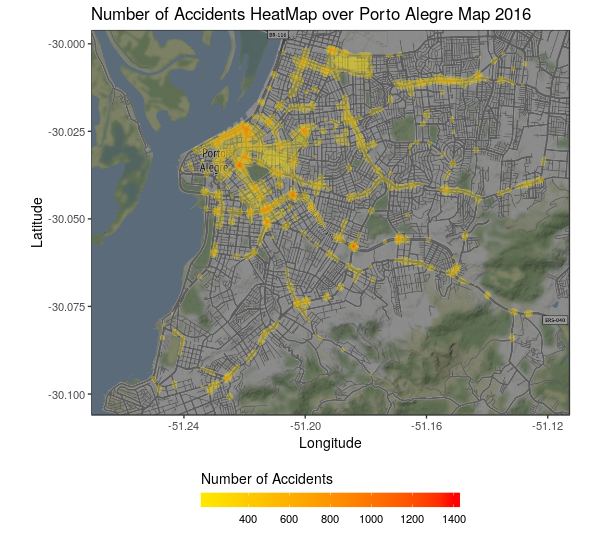 Number of Accidents HeatMap over Porto Alegre Map 2016
BR-116
-30.000
-30.025
Porto
Alegre
-30.050
-30.075
ERS-040
-30.100
Latitude
-51.24 -51.20 -51.16 -51.12
Longitude
Number of Accidents
400 600 800 1000 1200 1400